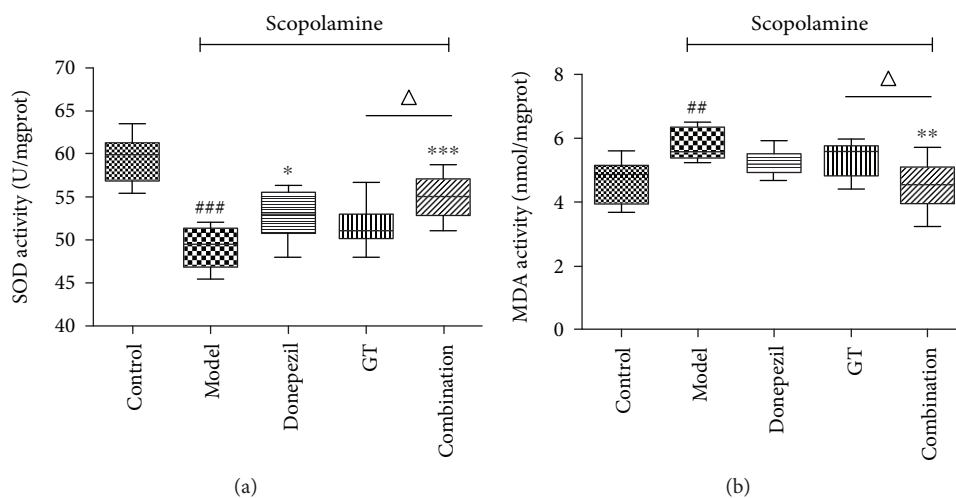 Scopolamine
SOD activity (U/mgprot)
70
65
60
55
50
45
40
###
*
△
***
Control
Model
Donepezil
GT
Combination
(a)
Scopolamine
MDA activity (nmol/mgprot)
8
6
4
2
0
##
△
**
Control
Model
Donepezil
GT
Combination
(b)